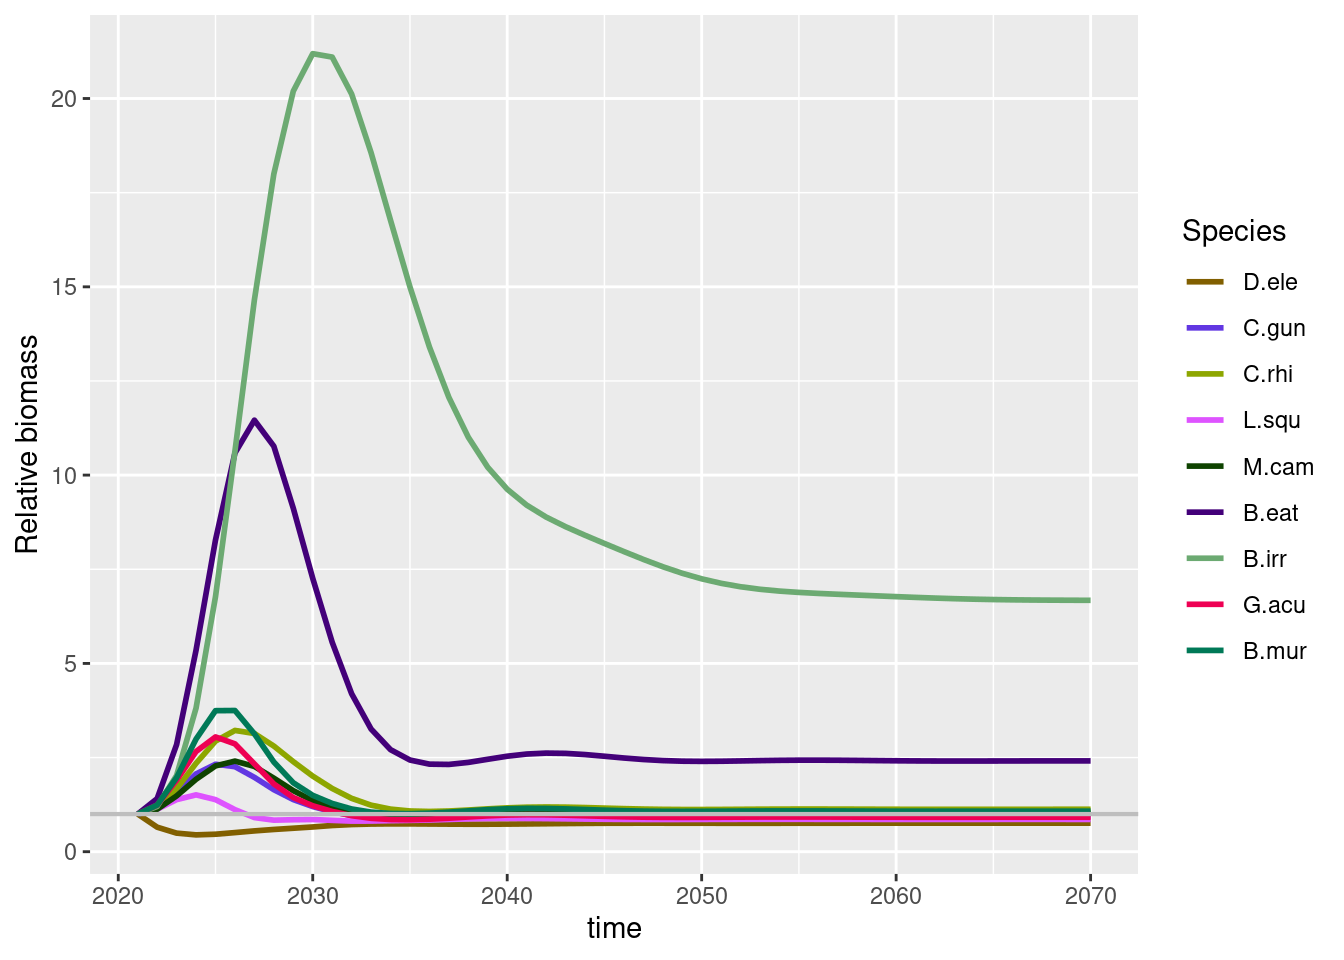 20
15
10
5
0
Relative biomass
2020
2030
2040
2050
2060
2070
time
Species
D.ele
C.gun
C.rhi
L.squ
M.cam
B.eat
B.irr
G.acu
B.mur